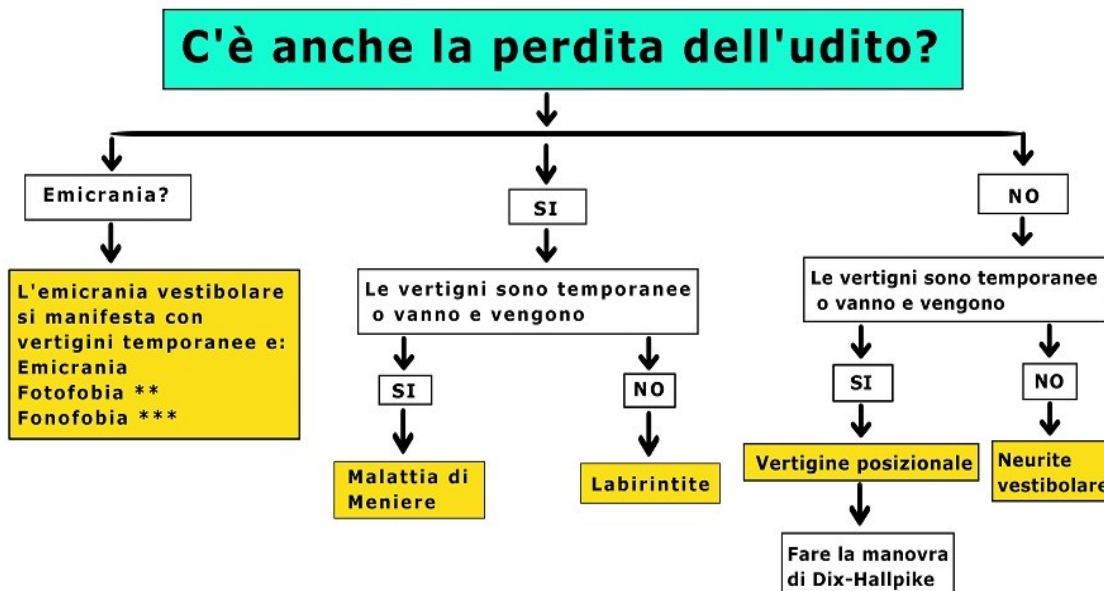 C'è anche la perdita dell'udito?
Emicrania?
SI
NO
L'emicrania vestibolare
si manifesta con
vertigini temporanee e:
Emicrania
Fotofobia **
Fonofobia ***
Le vertigni sono temporanee
o vanno e vengono
SI
NO
Malattia di
Meniere
Labirintite
Le vertigni sono temporanee
o vanno e vengono
SI
NO
Vertigine posizionale
Neurite
vestibolare
Fare la manovra
di Dix-Hallpike